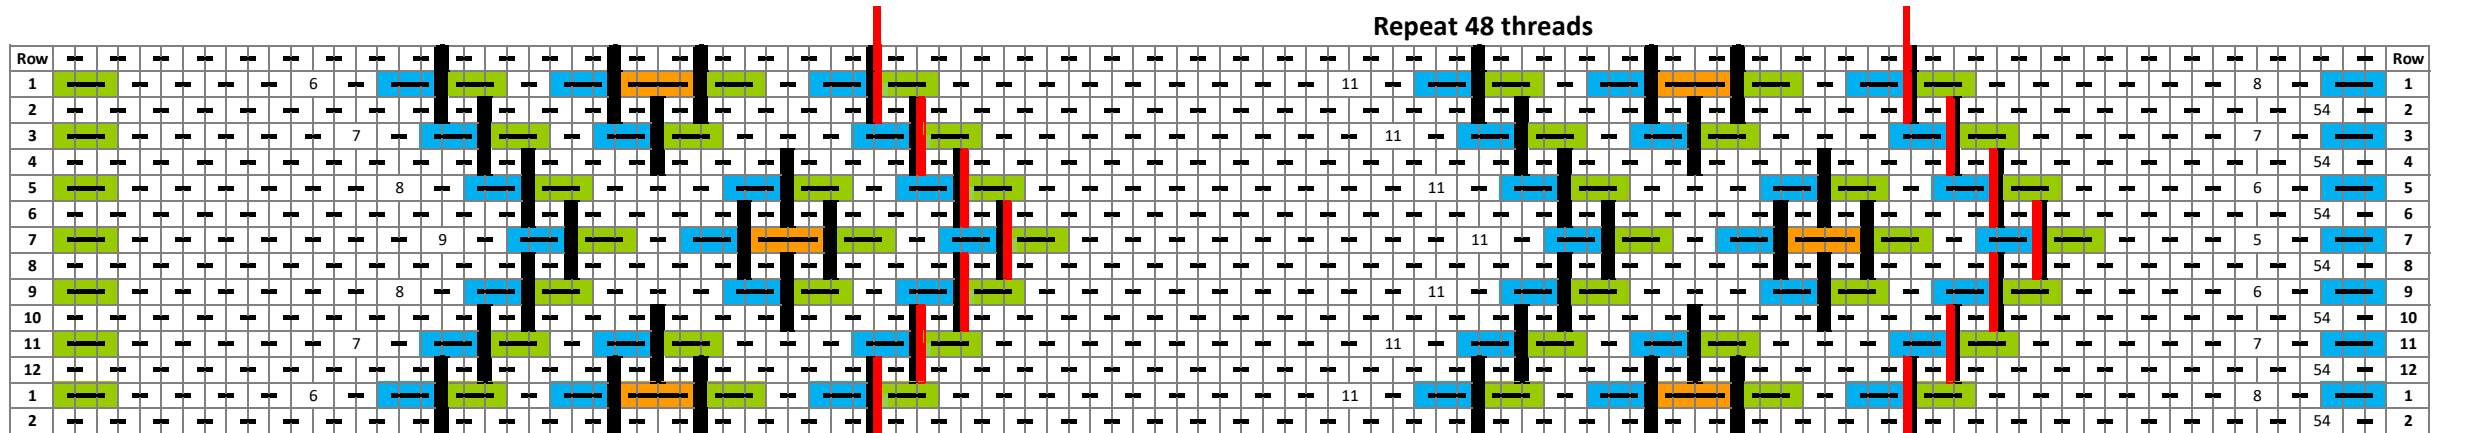 Repeat 48 threads
Row Row
1 6 11 8 1
2 54 2
3 7 11 7 3
4 54 4
5 8 11 6 5
6 54 6
7 9 11 5 7
8 54 8
9 8 11 6 9
10 54 10
11 7 11 7 11
12 54 12
1 6 11 8 1
2 54 2